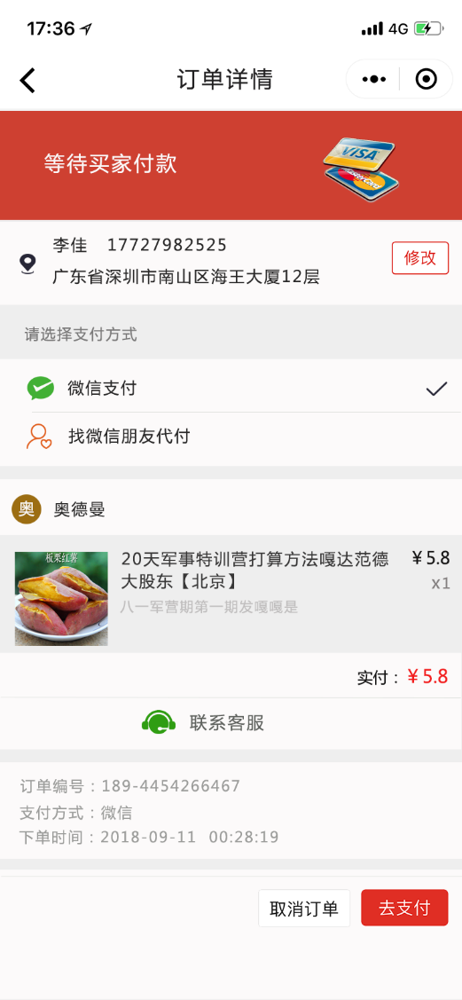 17:36
4G
订单详情
等待买家付款
VISA
MasterCard
李佳 17727982525
广东省深圳市南山区海王大厦12层
修改
请选择支付方式
微信支付
找微信朋友代付
奥 奥德曼
板栗红薯
20天军事特训营打算方法嘎达范德
大股东【北京】
¥5.8
x1
八一军营期第一期发嘎嘎是
实付：¥5.8
联系客服
订单编号：189-4454266467
支付方式：微信
下单时间：2018-09-11 00:28:19
取消订单
去支付